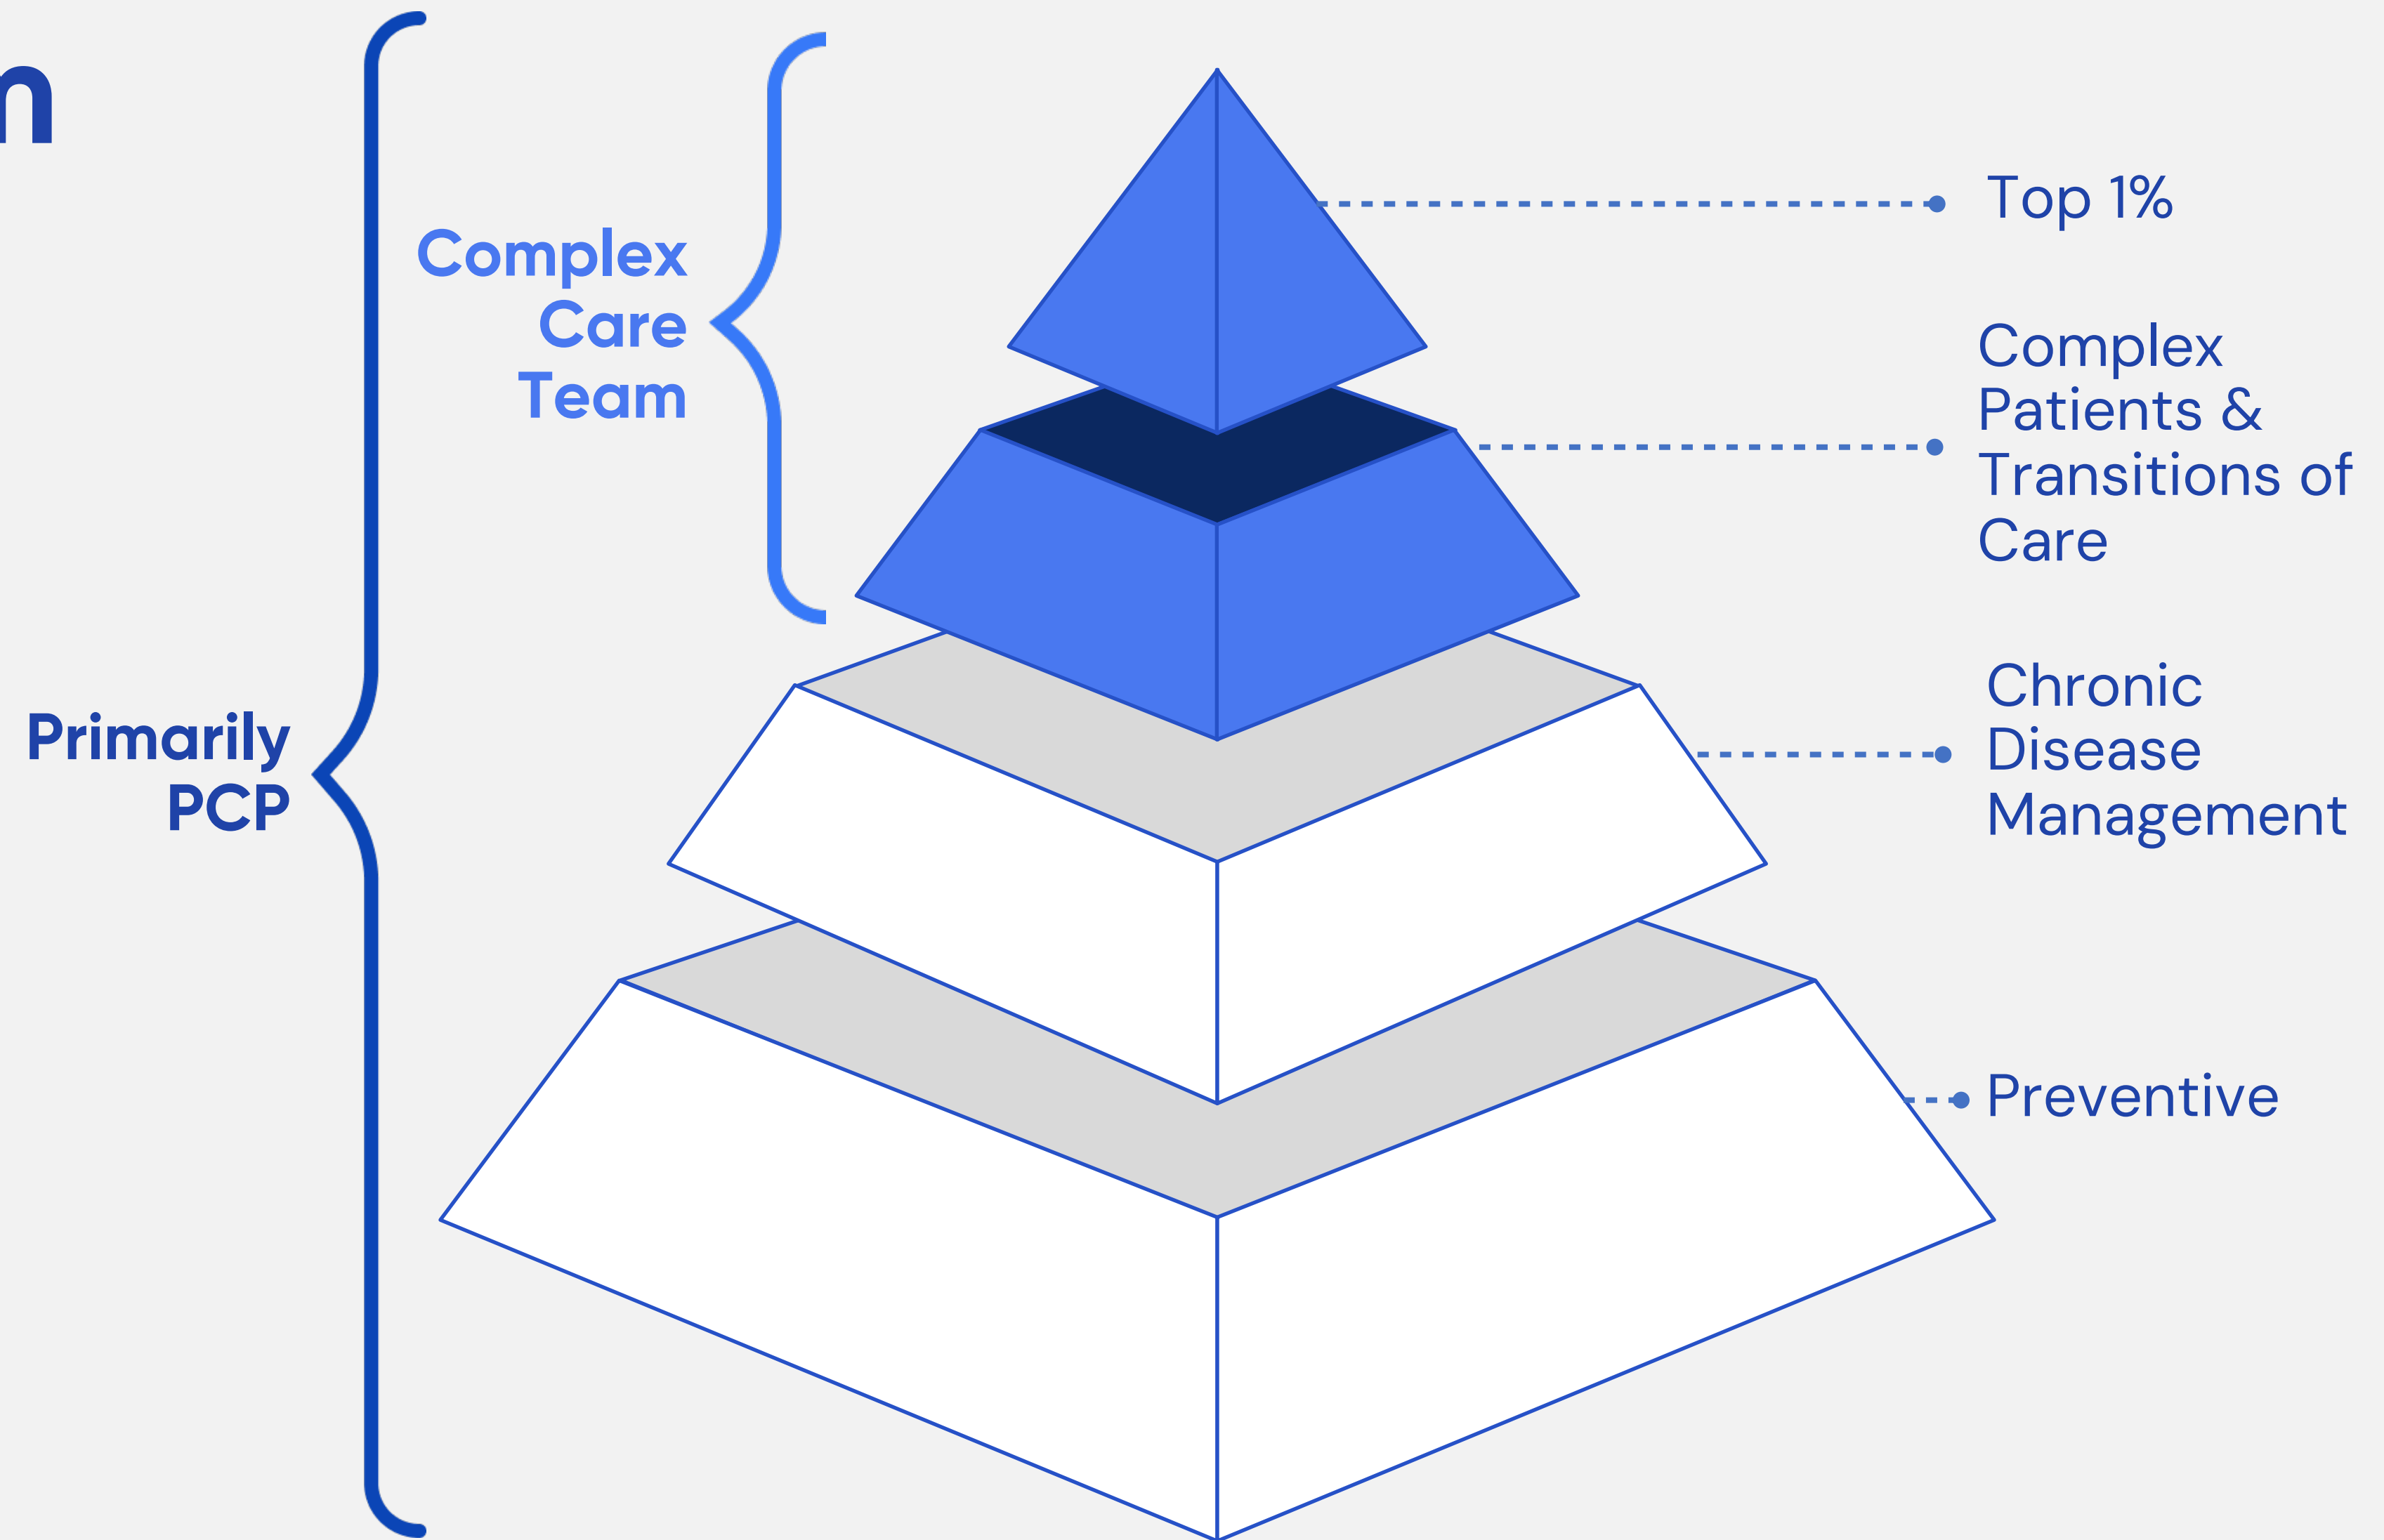 Complex
Care
Team
Primarily
PCP
Top 1%
Complex
Patients &
Transitions of
Care
Chronic
Disease
Management
Preventive